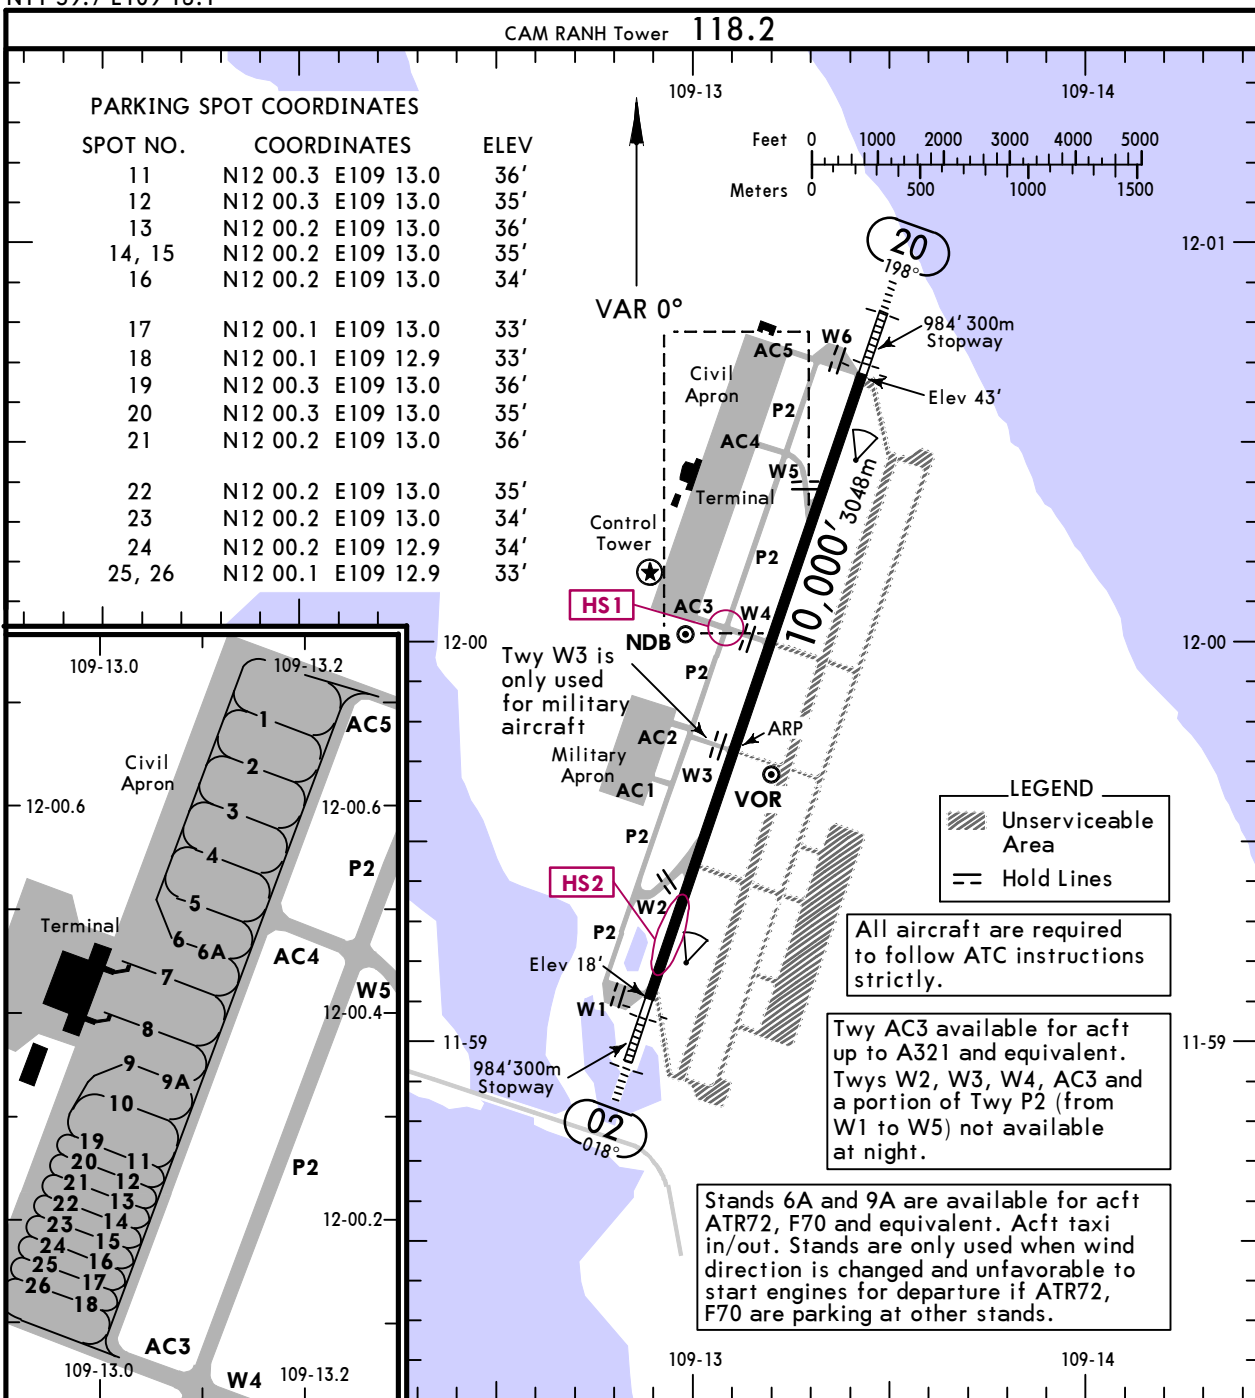 CAM RANH Tower 118.2
109-13
109-14
PARKING SPOT COORDINATES
SPOT NO. COORDINATES ELEV
11 N12 00.3 E109 13.0 36'
12 N12 00.3 E109 13.0 35'
13 N12 00.2 E109 13.0 36'
14, 15 N12 00.2 E109 13.0 35'
16 N12 00.2 E109 13.0 34'
17 N12 00.1 E109 13.0 33'
18 N12 00.1 E109 12.9 33'
19 N12 00.3 E109 13.0 36'
20 N12 00.3 E109 13.0 35'
21 N12 00.2 E109 13.0 36'
22 N12 00.2 E109 13.0 35'
23 N12 00.2 E109 13.0 34'
24 N12 00.2 E109 12.9 34'
25, 26 N12 00.1 E109 12.9 33'
VAR 0°
Feet 0 1000 2000 3000 4000 5000
Meters 0 500 1000 1500
12-01
20
198°
984' 300m
Stopway
Elev 43'
W6
AC5
Civil
Apron
P2
AC4
W5
Terminal
10,000' 3048m
Control
Tower
P2
HS1
AC3
W4
NDB
12-00
12-00
Twy W3 is
only used
for military
aircraft
P2
ARP
AC2
Military
Apron
W3
AC1
VOR
P2
HS2
W2
P2
Elev 18'
W1
11-59
11-59
984'300m
Stopway
02
018°
LEGEND
Unserviceable
Area
Hold Lines
All aircraft are required
to follow ATC instructions
strictly.
Twy AC3 available for acft
up to A321 and equivalent.
Twys W2, W3, W4, AC3 and
a portion of Twy P2 (from
W1 to W5) not available
at night.
Stands 6A and 9A are available for acft
ATR72, F70 and equivalent. Acft taxi
in/out. Stands are only used when wind
direction is changed and unfavorable to
start engines for departure if ATR72,
F70 are parking at other stands.
109-13
109-14
109-13.0
109-13.2
1
AC5
Civil
Apron
2
12-00.6
12-00.6
3
4
P2
5
Terminal
6
6A
AC4
7
W5
8
12-00.4
9
9A
10
19
11
20
12
21
13
P2
22
14
12-00.2
23
15
24
16
25
17
26
18
AC3
109-13.0
W4
109-13.2